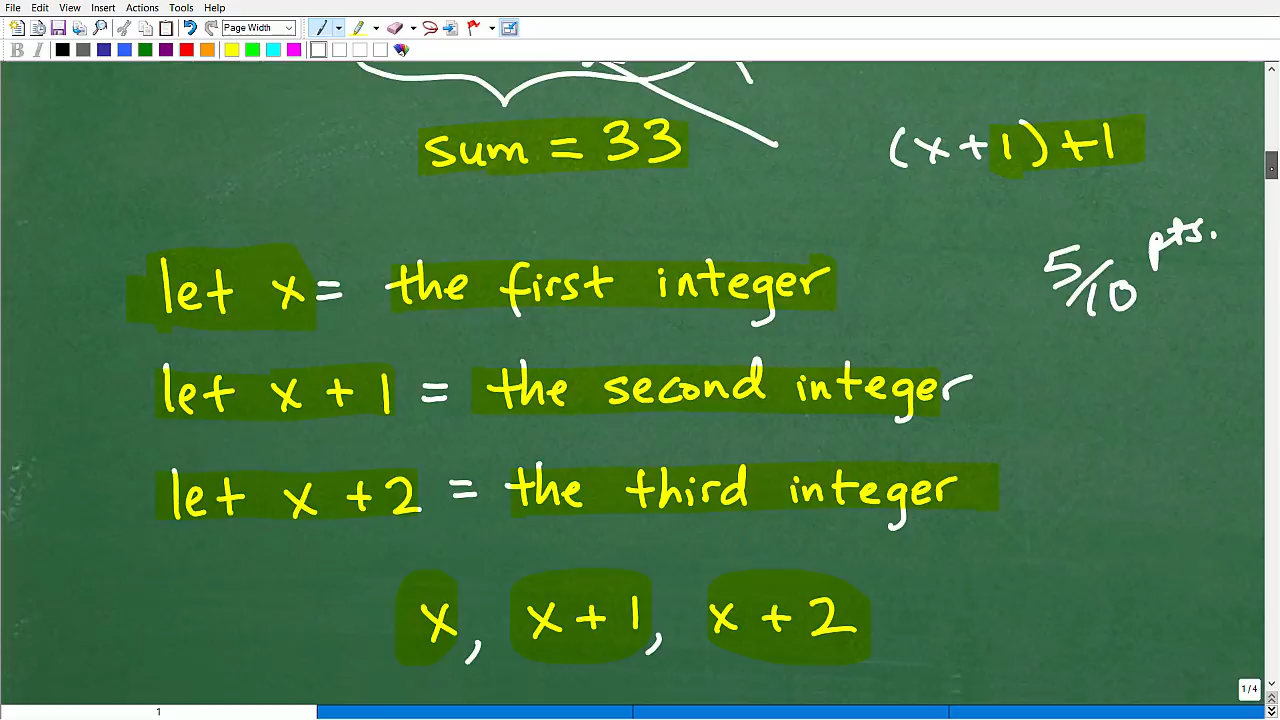 File Edit View Insert Actions Tools Help
Page Width
B I
sum = 33
(x+1)+1
5/10 pts.
let x = the first integer
let x + 1 = the second integer
let x + 2 = the third integer
x, x + 1, x + 2
1/4
1